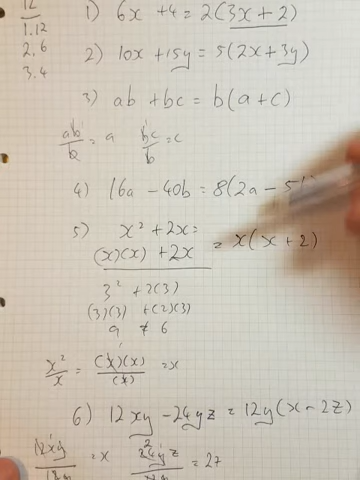 12
1.12
2.6
3.4
1) 6x + 4 = 2(3x + 2)
2) 10x + 15y = 5(2x + 3y)
3) ab + bc = b(a + c)
ab/b = a bc/b = c
4) 16a - 40b = 8(2a - 5
5) x² + 2x =
(x)(x) + 2x = x(x + 2)
3² + 2(3)
(3)(3) + (2)(3)
9 + 6
x²/x = (x)(x)/(x) = x
6) 12xy - 24yz = 12y(x - 2z)
12xy = x 24yz = 2z